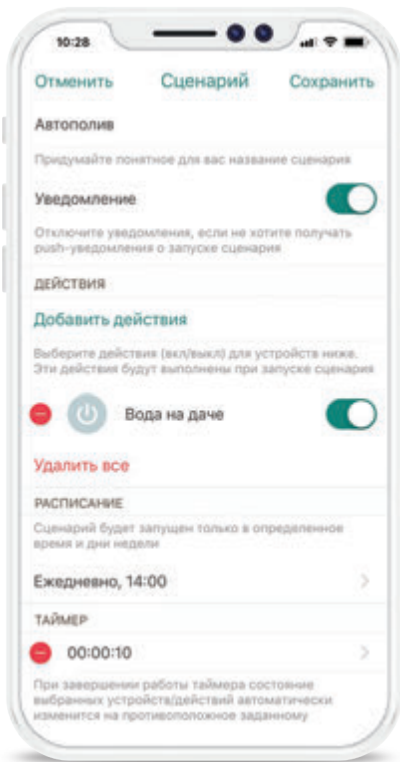 10:28
Отменить Сценарий Сохранить
Автополив
Придумайте понятное для вас название сценария
Уведомление
Отключите уведомления, если не хотите получать
push-уведомления о запуске сценария
ДЕЙСТВИЯ
Добавить действия
Выберите действия (вкл/выкл) для устройств ниже.
Эти действия будут выполнены при запуске сценария
Вода на даче
Удалить все
РАСПИСАНИЕ
Сценарий будет запущен только в определенное
время и дни недели
Ежедневно, 14:00
ТАЙМЕР
00:00:10
При завершении работы таймера состояние
выбранных устройств/действий автоматически
изменится на противоположное заданному